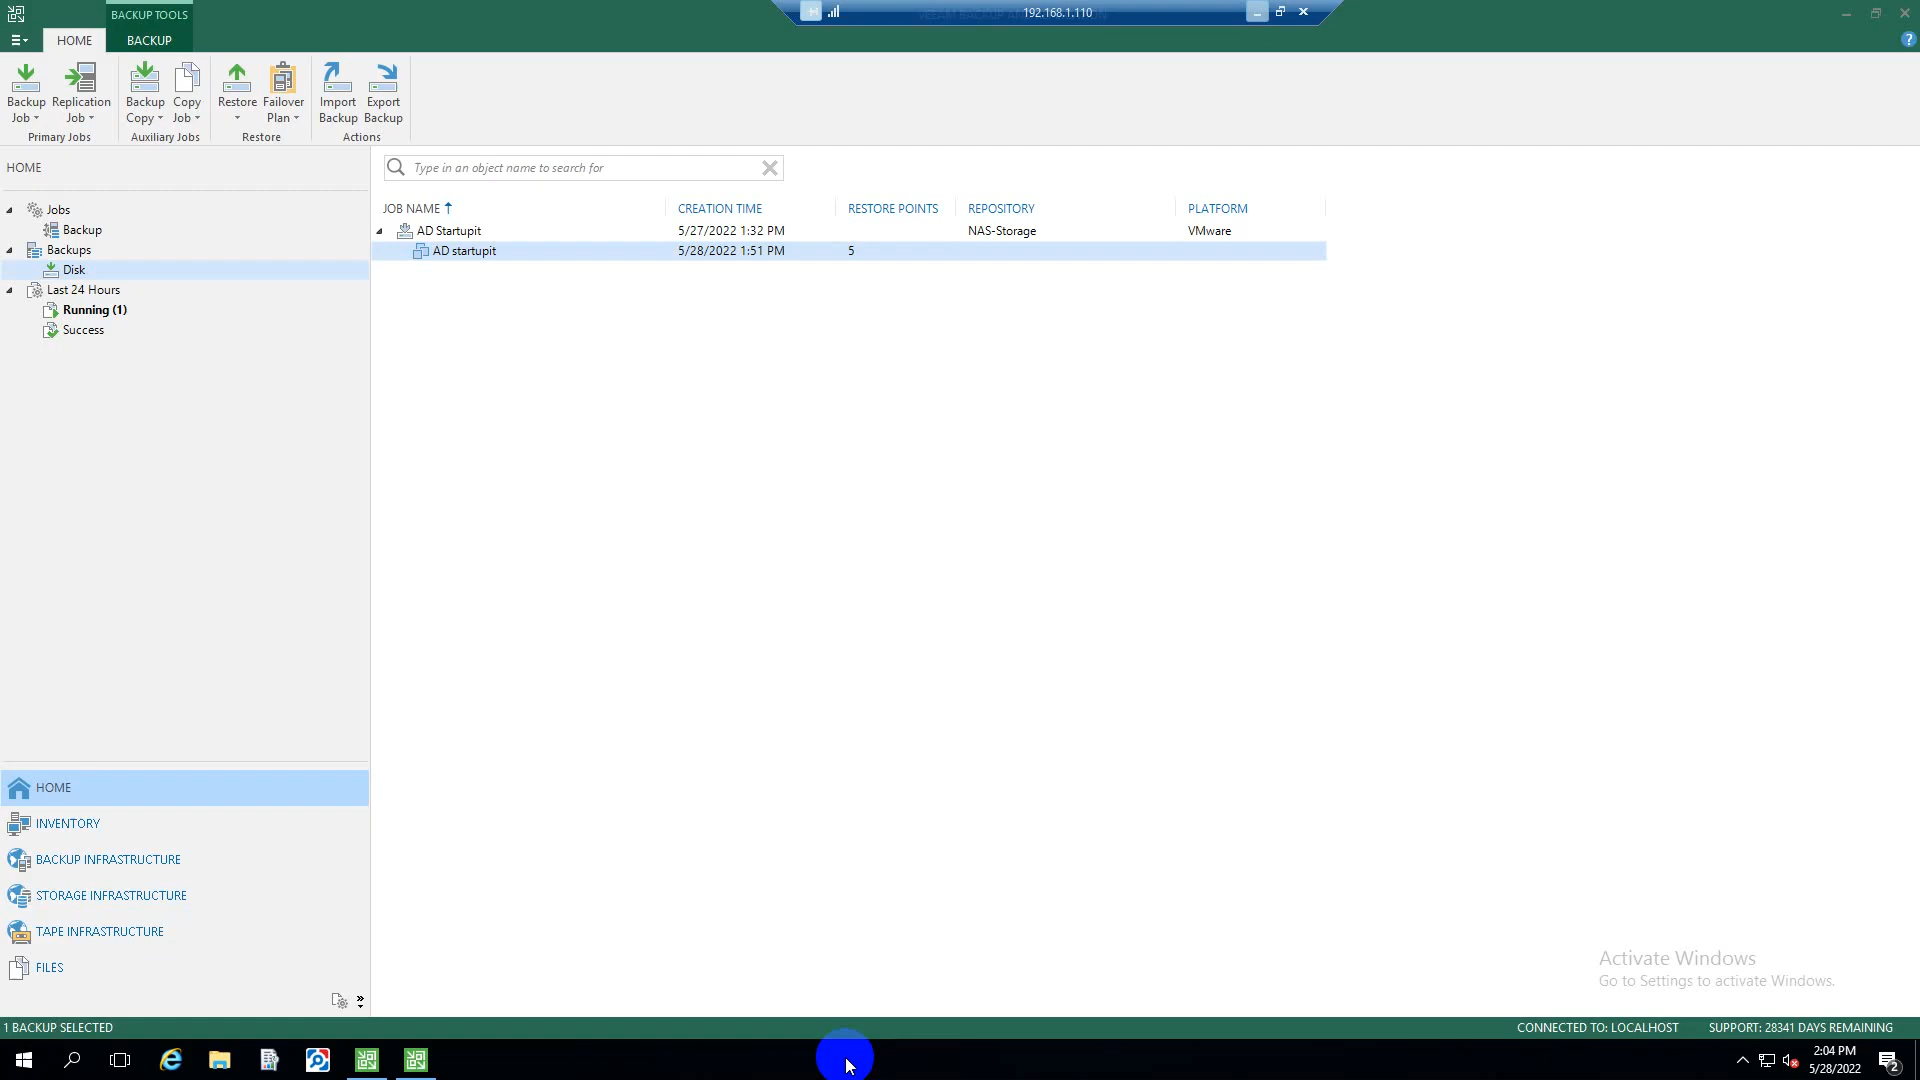 BACKUP TOOLS
192.168.1.110
HOME
BACKUP
?
Backup Job
Replication Job
Primary Jobs
Backup Copy
Copy Job
Auxiliary Jobs
Restore
Failover Plan
Restore
Import Backup
Export Backup
Actions
HOME
Jobs
Backup
Backups
Disk
Last 24 Hours
Running (1)
Success
Type in an object name to search for
JOB NAME CREATION TIME RESTORE POINTS REPOSITORY PLATFORM
AD Startupit 5/27/2022 1:32 PM NAS-Storage VMware
AD startupit 5/28/2022 1:51 PM 5
HOME
INVENTORY
BACKUP INFRASTRUCTURE
STORAGE INFRASTRUCTURE
TAPE INFRASTRUCTURE
FILES
Activate Windows
Go to Settings to activate Windows.
1 BACKUP SELECTED
CONNECTED TO: LOCALHOST SUPPORT: 28341 DAYS REMAINING
2:04 PM
5/28/2022
2